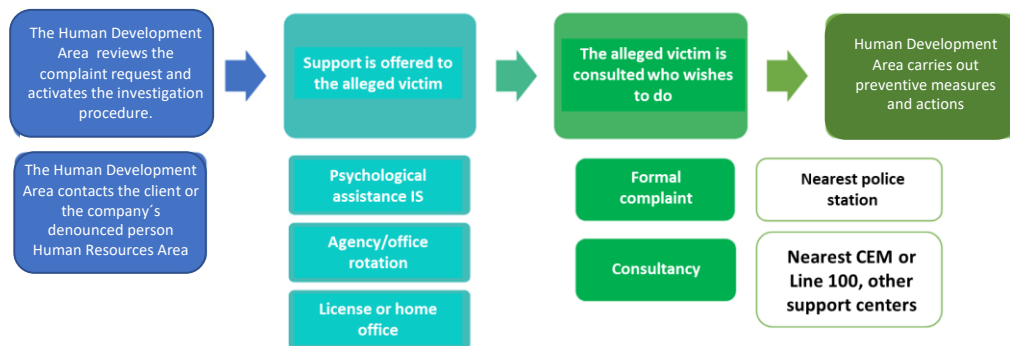 The Human Development
Area reviews the
complaint request and
activates the investigation
procedure.
The Human Development
Area contacts the client or
the company´s
denounced person
Human Resources Area
Support is offered to
the alleged victim
Psychological
assistance IS
Agency/office
rotation
License or home
office
The alleged victim is
consulted who wishes
to do
Formal
complaint
Nearest police
station
Consultancy
Nearest CEM or
Line 100, other
support centers
Human Development
Area carries out
preventive measures
and actions